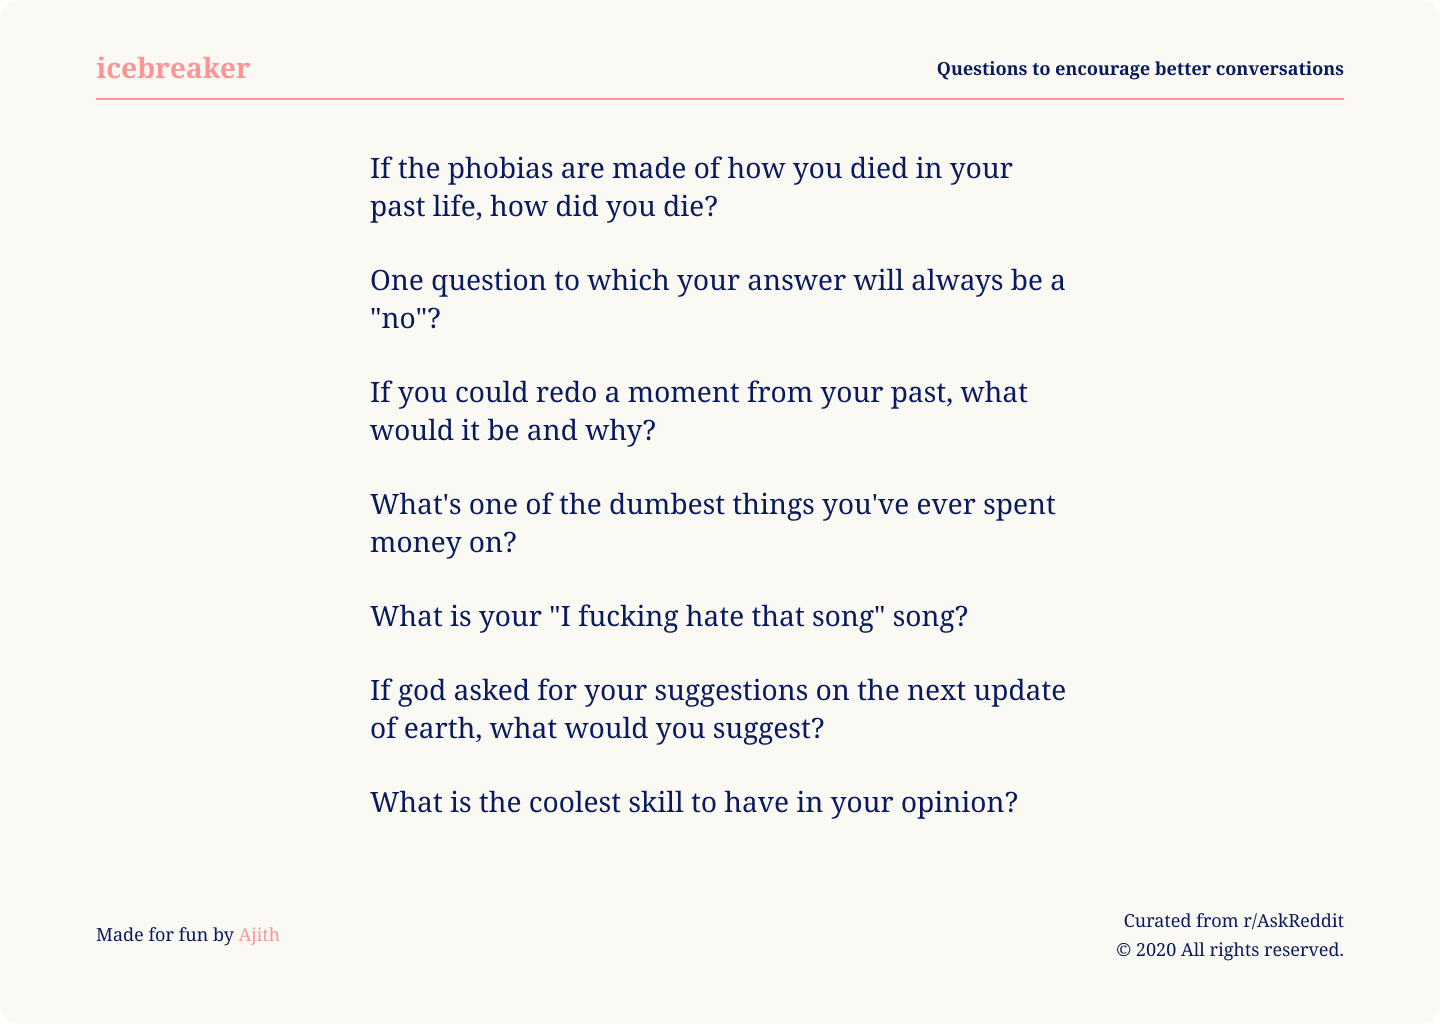 icebreaker
Questions to encourage better conversations
If the phobias are made of how you died in your
past life, how did you die?
One question to which your answer will always be a
"no"?
If you could redo a moment from your past, what
would it be and why?
What's one of the dumbest things you've ever spent
money on?
What is your "I fucking hate that song" song?
If god asked for your suggestions on the next update
of earth, what would you suggest?
What is the coolest skill to have in your opinion?
Made for fun by Ajith
Curated from r/AskReddit
© 2020 All rights reserved.